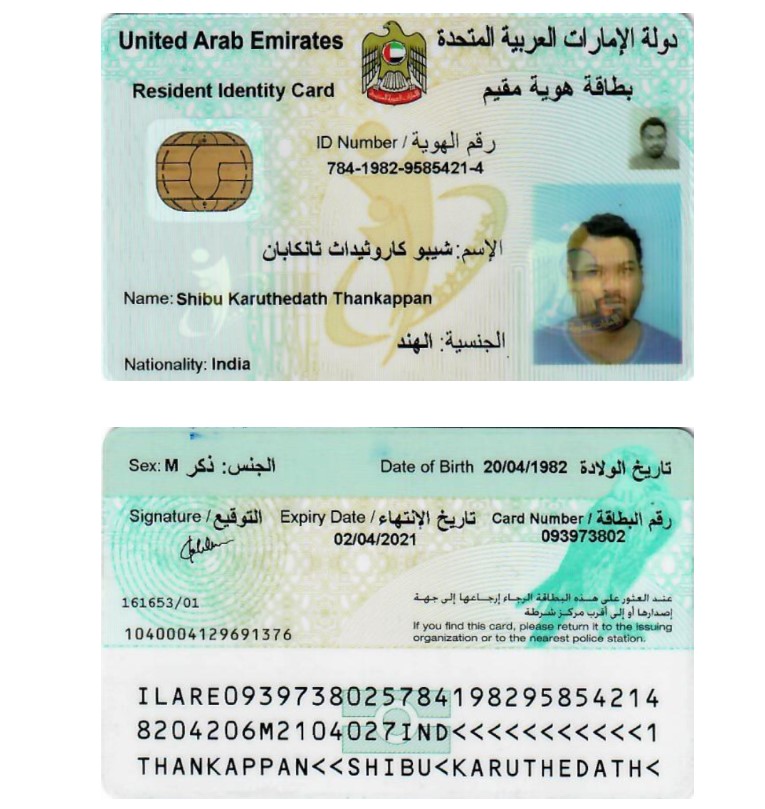 United Arab Emirates دولة الإمارات العربية المتحدة
Resident Identity Card بطاقة هوية مقيم
ID Number / رقم الهوية
784-1982-9585421-4
الإسم: شيبو كاروثيداث ثانكابان
Name: Shibu Karuthedath Thankappan
الجنسية: الهند
Nationality: India
Sex: M الجنس: ذكر Date of Birth 20/04/1982 تاريخ الولادة
Signature / التوقيع Expiry Date / تاريخ الإنتهاء Card Number / رقم البطاقة
02/04/2021 093973802
161653/01
عند العثور على هذه البطاقة الرجاء إرجاعها إلى جهة
إصدارها أو إلى أقرب مركز شرطة
1040004129691376
If you find this card, please return it to the issuing
organization or to the nearest police station.
ILARE0939738025784198295854214
8204206M2104027IND<<<<<<<<<<<1
THANKAPPAN<<SHIBU<KARUTHEDATH<